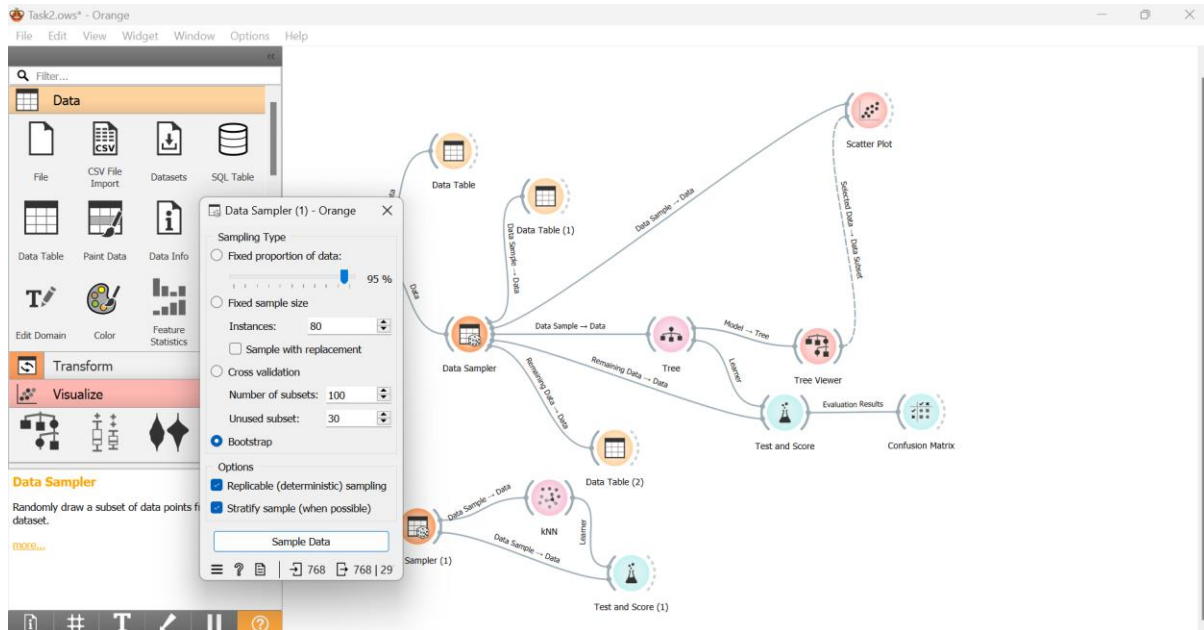 Task2.ows* - Orange
File Edit View Widget Window Options Help
Filter...
Data
File
CSV File
Import
Datasets
SQL Table
Data Table
Paint Data
Data Info
Edit Domain
Color
Feature
Statistics
Transform
Visualize
Data Sampler
Randomly draw a subset of data points f
dataset.
more...
Data Sampler (1) - Orange
Sampling Type
Fixed proportion of data:
95 %
Fixed sample size
Instances: 80
Sample with replacement
Cross validation
Number of subsets: 100
Unused subset: 30
Bootstrap
Options
Replicable (deterministic) sampling
Stratify sample (when possible)
Sample Data
768 768 | 29
Data Table
Data Table (1)
Data Sample → Data
Data Sample → Data
Scatter Plot
Selected Data → Data Subset
Data
Data Sampler
Data Sample → Data
Tree
Model → Tree
Tree Viewer
Learner
Remaining Data → Data
Remaining Data → Data
Test and Score
Evaluation Results
Confusion Matrix
Data Table (2)
Sampler (1)
Data Sample → Data
kNN
Learner
Data Sample → Data
Test and Score (1)